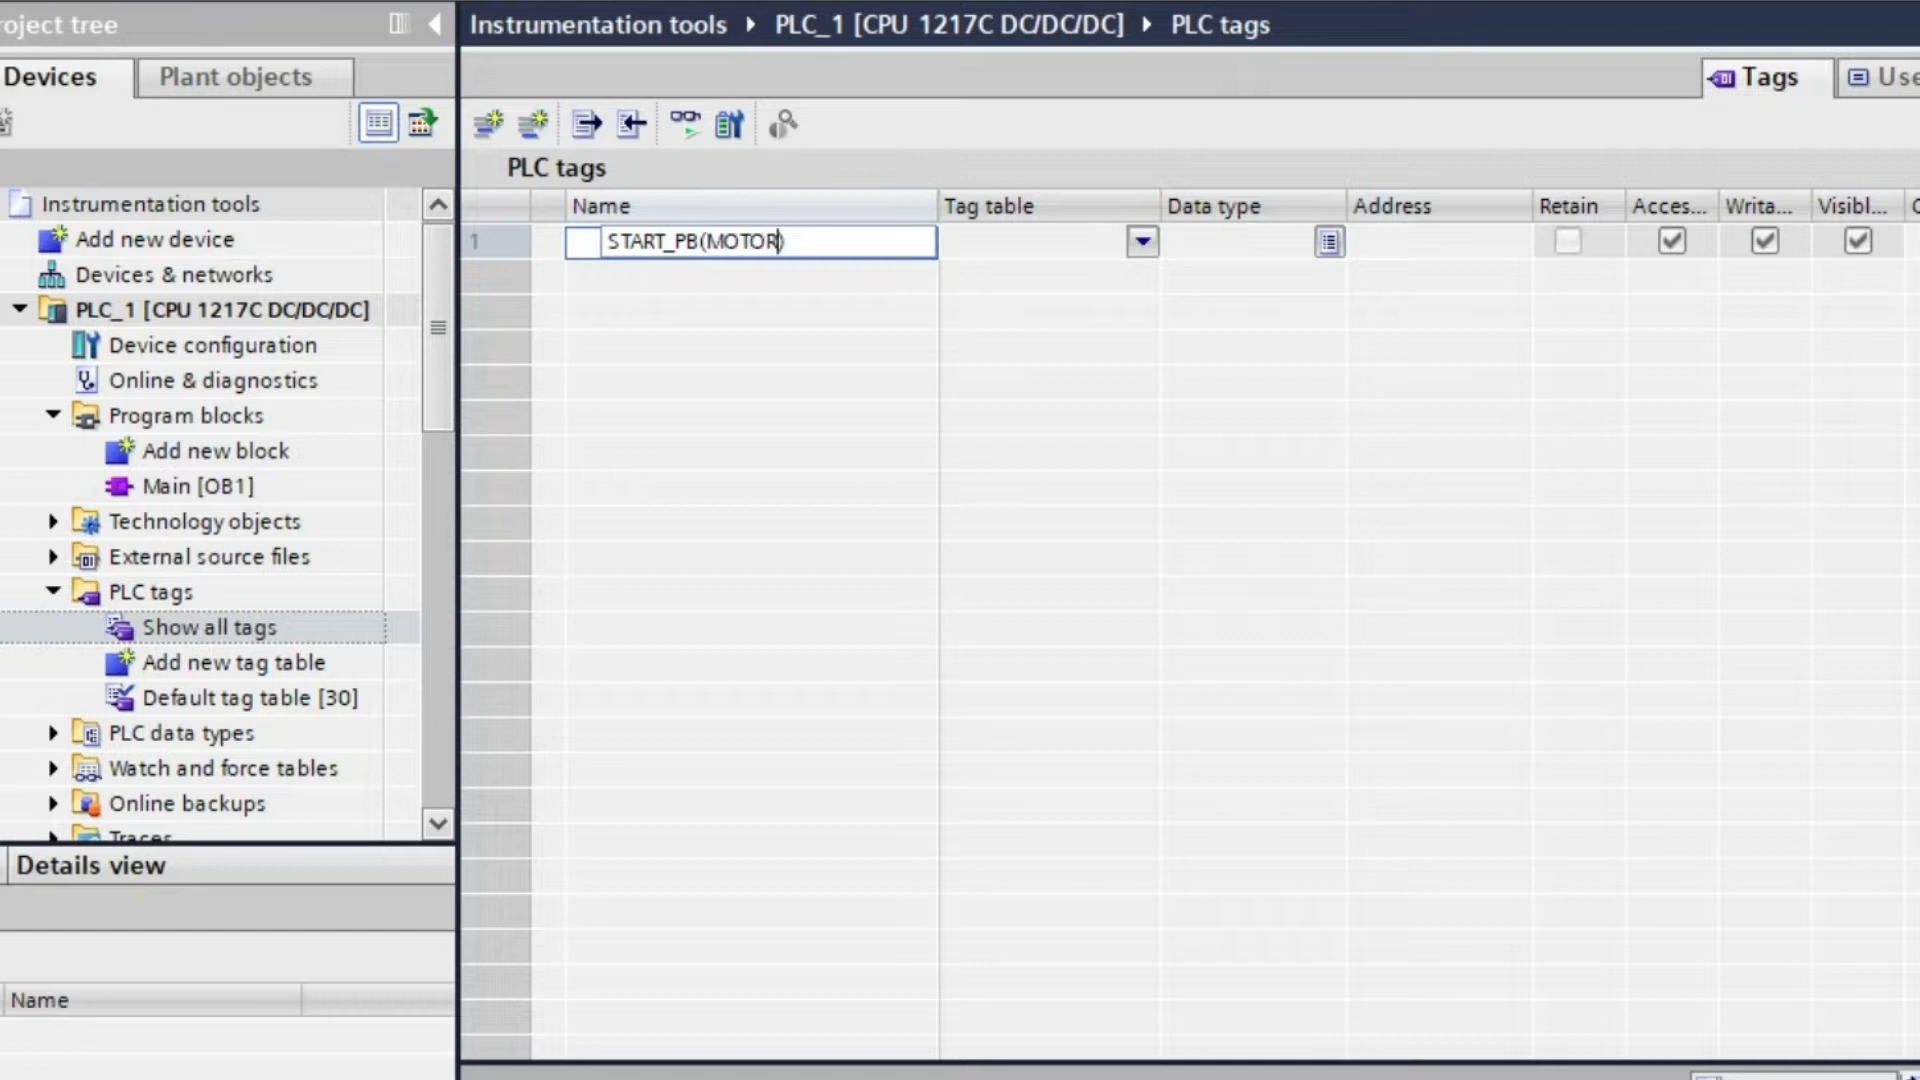 roject tree
Devices
Plant objects
Instrumentation tools
Add new device
Devices & networks
PLC_1 [CPU 1217C DC/DC/DC]
Device configuration
Online & diagnostics
Program blocks
Add new block
Main [OB1]
Technology objects
External source files
PLC tags
Show all tags
Add new tag table
Default tag table [30]
PLC data types
Watch and force tables
Online backups
Traces
Details view
Name
Instrumentation tools ▸ PLC_1 [CPU 1217C DC/DC/DC] ▸ PLC tags
Tags
Use
PLC tags
Name Tag table Data type Address Retain Acces... Writa... Visibl... C
1 START_PB(MOTOR)